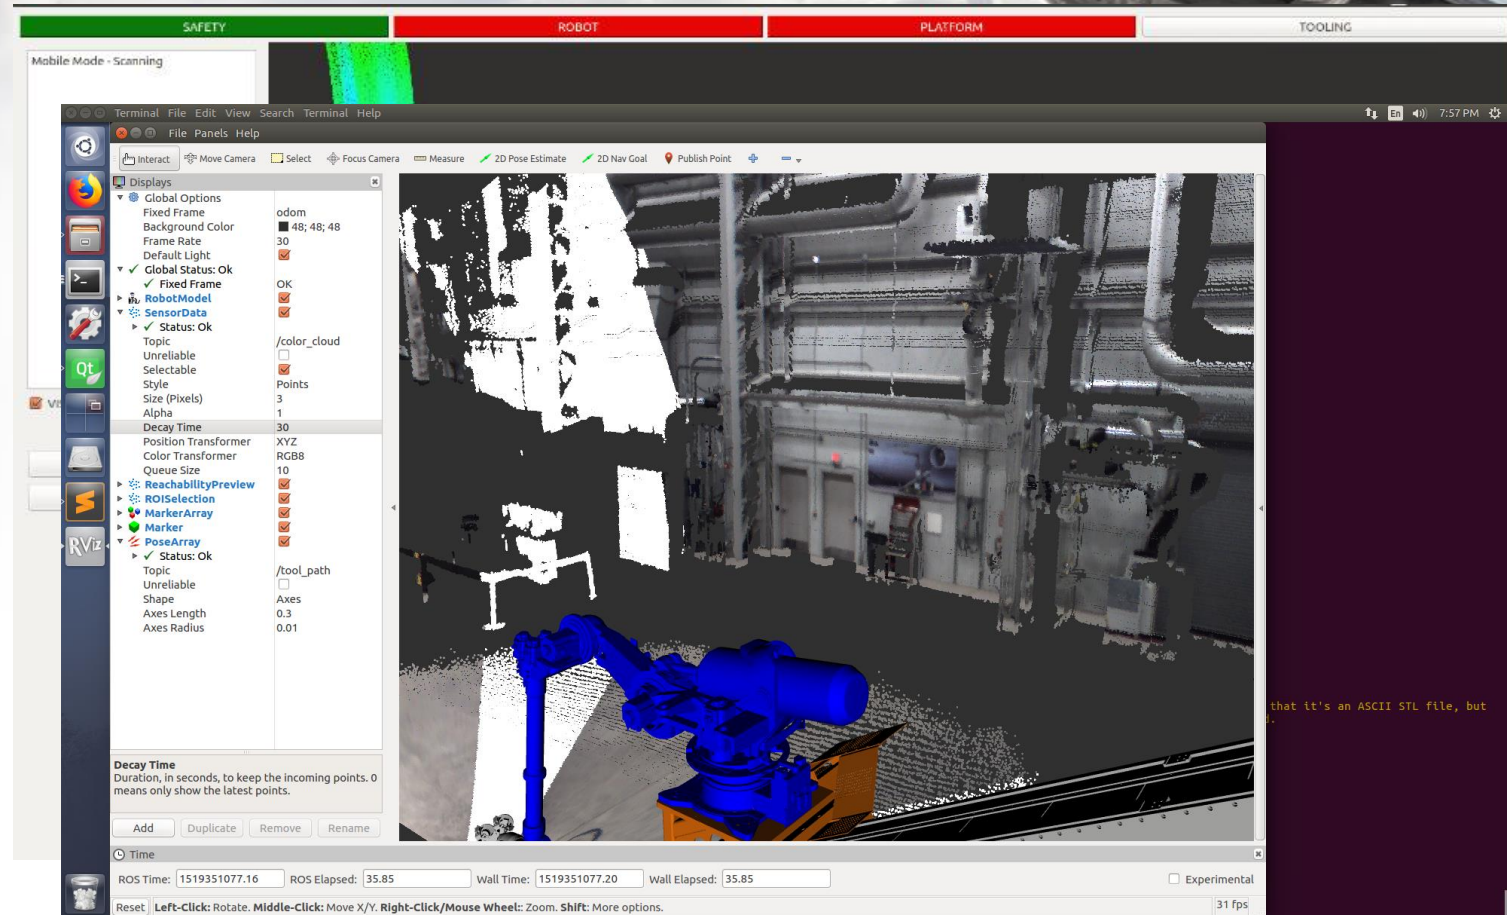 SAFETY ROBOT PLATFORM TOOLING
Mobile Mode - Scanning
Terminal File Edit View Search Terminal Help En 7:57 PM
File Panels Help
Interact Move Camera Select Focus Camera Measure 2D Pose Estimate 2D Nav Goal Publish Point
Displays
Global Options
Fixed Frame odom
Background Color 48; 48; 48
Frame Rate 30
Default Light
Global Status: Ok
Fixed Frame OK
RobotModel
SensorData
Status: Ok
Topic /color_cloud
Unreliable
Selectable
Style Points
Size (Pixels) 3
Alpha 1
Decay Time 30
Position Transformer XYZ
Color Transformer RGB8
Queue Size 10
ReachabilityPreview
ROISelection
MarkerArray
Marker
PoseArray
Status: Ok
Topic /tool_path
Unreliable
Shape Axes
Axes Length 0.3
Axes Radius 0.01
Qt
RViz
that it's an ASCII STL file, but
Decay Time
Duration, in seconds, to keep the incoming points. 0
means only show the latest points.
Add Duplicate Remove Rename
Time
ROS Time: 1519351077.16 ROS Elapsed: 35.85 Wall Time: 1519351077.20 Wall Elapsed: 35.85 Experimental
Reset Left-Click: Rotate. Middle-Click: Move X/Y. Right-Click/Mouse Wheel:: Zoom. Shift: More options. 31 fps